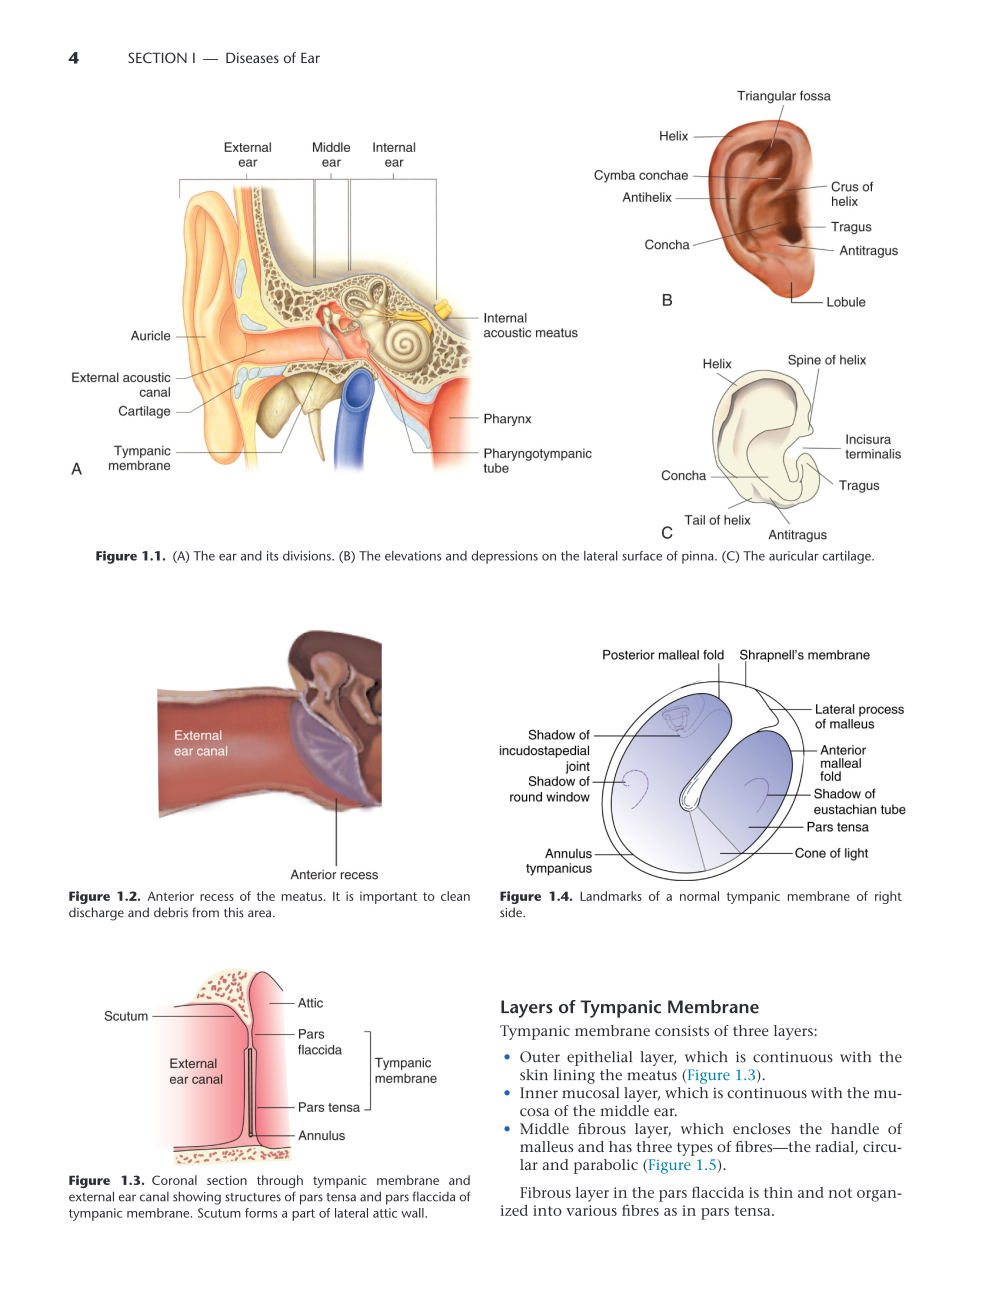 4 SECTION I — Diseases of Ear
External
ear
Middle
ear
Internal
ear
Auricle
External acoustic
canal
Cartilage
Tympanic
membrane
Internal
acoustic meatus
Pharynx
Pharyngotympanic
tube
A
Triangular fossa
Helix
Cymba conchae
Antihelix
Concha
Crus of
helix
Tragus
Antitragus
Lobule
B
Helix
Spine of helix
Incisura
terminalis
Concha
Tragus
Tail of helix
Antitragus
C
Figure 1.1. (A) The ear and its divisions. (B) The elevations and depressions on the lateral surface of pinna. (C) The auricular cartilage.
External
ear canal
Anterior recess
Figure 1.2. Anterior recess of the meatus. It is important to clean
discharge and debris from this area.
Scutum
Attic
Pars
flaccida
External
ear canal
Tympanic
membrane
Pars tensa
Annulus
Figure 1.3. Coronal section through tympanic membrane and
external ear canal showing structures of pars tensa and pars flaccida of
tympanic membrane. Scutum forms a part of lateral attic wall.
Posterior malleal fold
Shrapnell's membrane
Lateral process
of malleus
Shadow of
incudostapedial
joint
Anterior
malleal
fold
Shadow of
round window
Shadow of
eustachian tube
Pars tensa
Annulus
tympanicus
Cone of light
Figure 1.4. Landmarks of a normal tympanic membrane of right
side.
Layers of Tympanic Membrane
Tympanic membrane consists of three layers:
• Outer epithelial layer, which is continuous with the
skin lining the meatus (Figure 1.3).
• Inner mucosal layer, which is continuous with the mu-
cosa of the middle ear.
• Middle fibrous layer, which encloses the handle of
malleus and has three types of fibres—the radial, circu-
lar and parabolic (Figure 1.5).
Fibrous layer in the pars flaccida is thin and not organ-
ized into various fibres as in pars tensa.